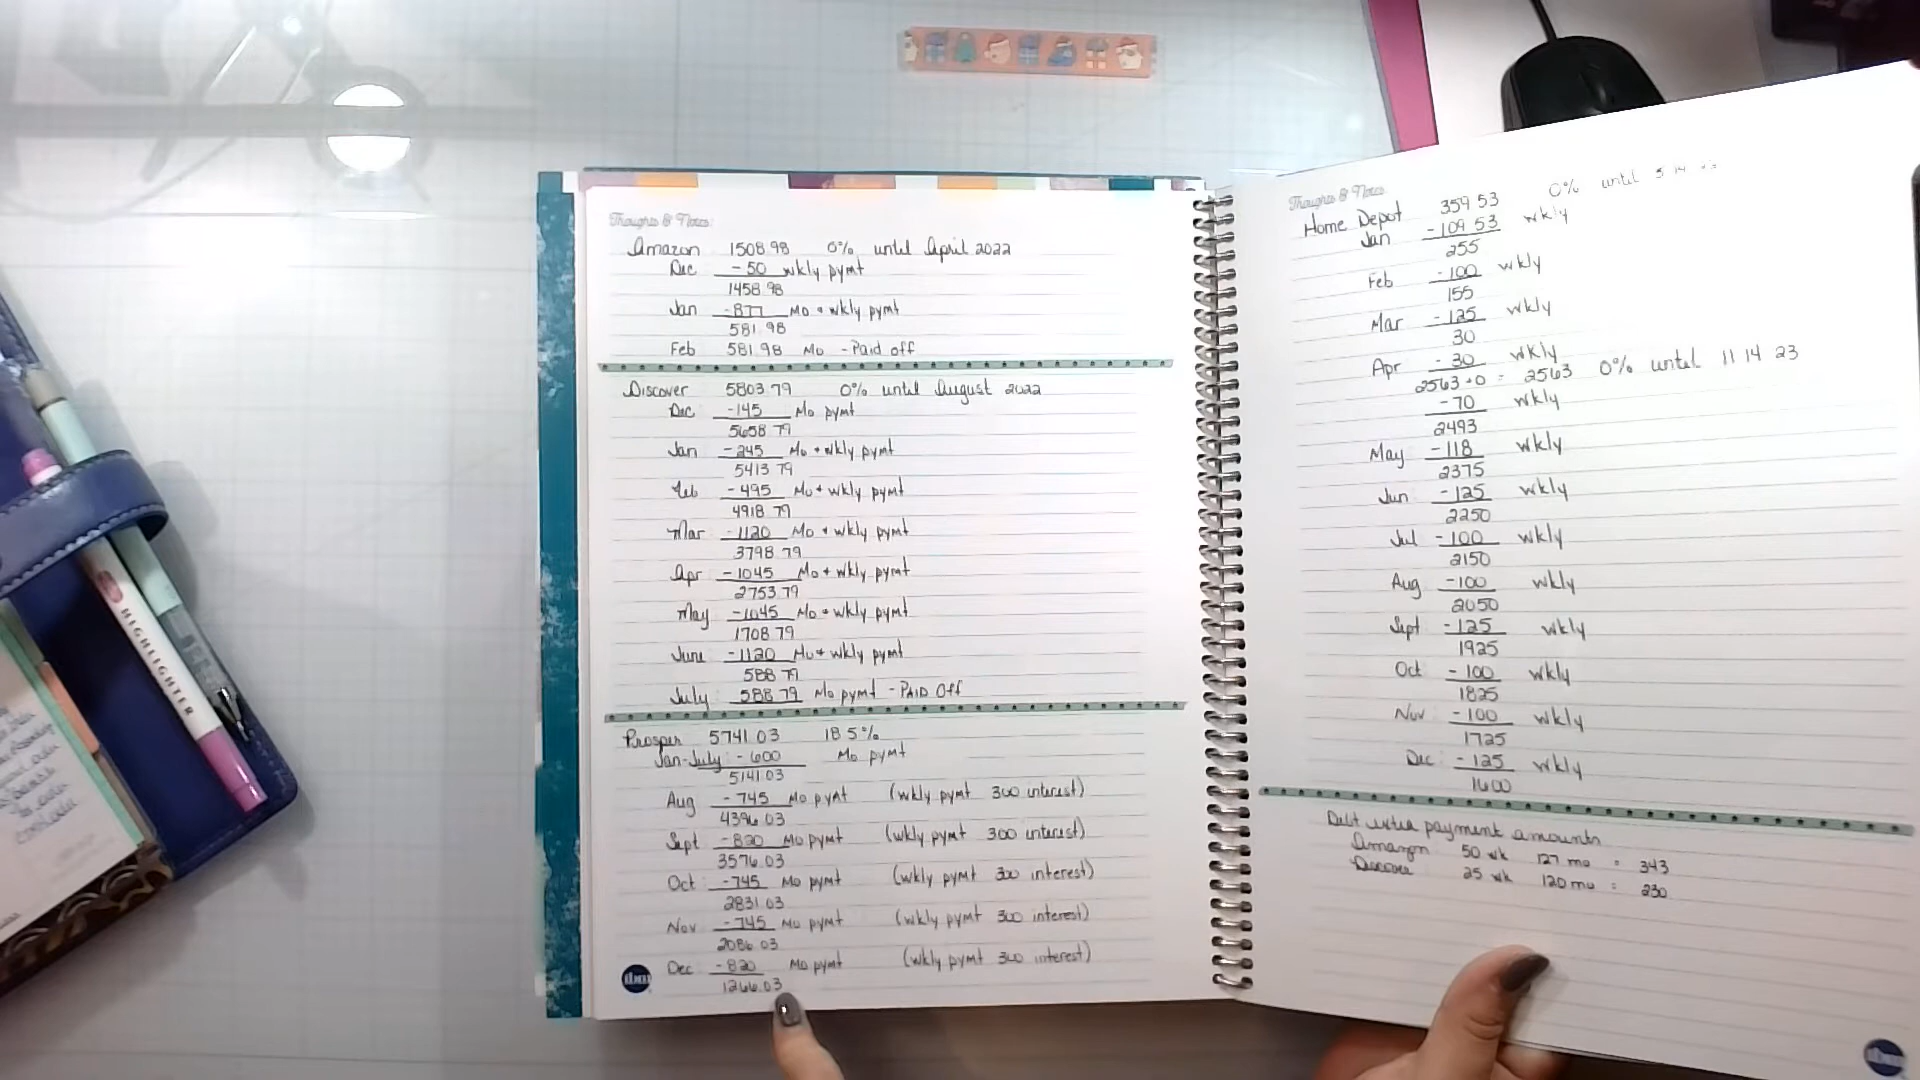 Thoughts & Notes:
Amazon 1508.98 0% until April 2022
Dec - 50 wkly pymt
1458.98
Jan - 877 Mo + wkly pymt
581.98
Feb 581.98 Mo - Paid off
Discover 5803.79 0% until August 2022
Dec -145 Mo pymt
5658.79
Jan -245 Mo + wkly pymt
5413.79
Feb -495 Mo + wkly pymt
4918.79
Mar -1120 Mo + wkly pymt
3798.79
Apr -1045 Mo + wkly pymt
2753.79
May -1045 Mo + wkly pymt
1708.79
June -1120 Mo + wkly pymt
588.79
July 588.79 Mo pymt - PAID Off
Prosper 5741.03 18.5%
Jan-July: - 600 Mo pymt
5141.03
Aug - 745 Mo pymt (wkly pymt 300 interest)
4396.03
Sept -820 Mo pymt (wkly pymt 300 interest)
3576.03
Oct -745 Mo pymt (wkly pymt 300 interest)
2831.03
Nov - 745 Mo pymt (wkly pymt 300 interest)
2086.03
Dec -820 Mo pymt (wkly pymt 300 interest)
1266.03
Thoughts & Notes:
Home Depot 359.53 0% until
Jan -109.53 wkly
255
Feb -100 wkly
155
Mar -125 wkly
30
Apr - 30 wkly
2563 + 0 = 2563 0% until 11 14 23
- 70 wkly
2493
May -118 wkly
2375
Jun -125 wkly
2250
Jul -100 wkly
2150
Aug -100 wkly
2050
Sept -125 wkly
1925
Oct -100 wkly
1825
Nov -100 wkly
1725
Dec: -125 wkly
1600
Debt extra payment amounts
Amazon 50 wk 127 mo = 343
Discover 25 wk 120 mo = 230
HIGHLIGHTER